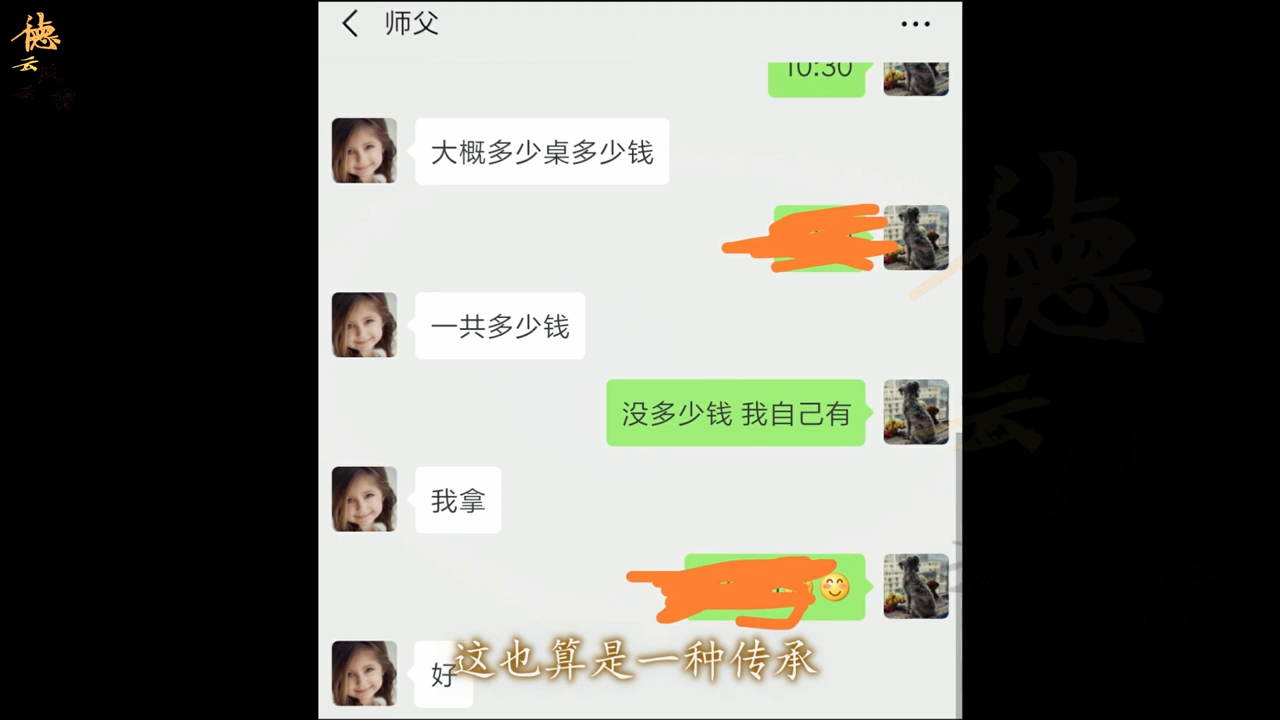 德
云
师父
10:30
大概多少桌多少钱
一共多少钱
没多少钱 我自己有
我拿
好
这也算是一种传承
德
云